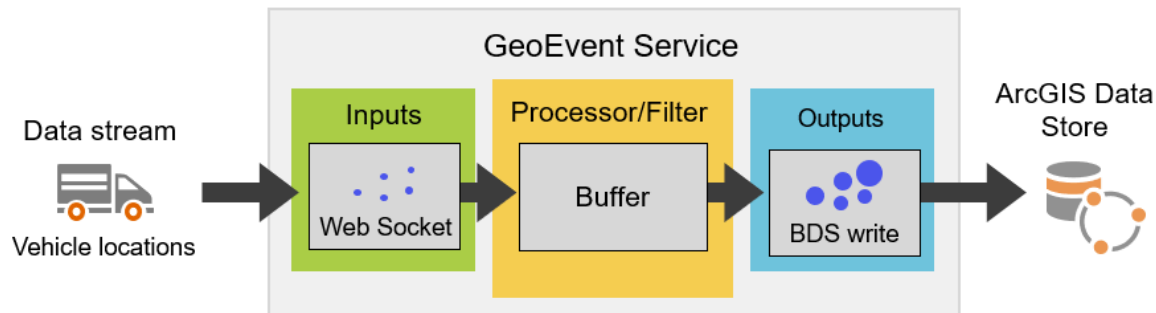 GeoEvent Service
Data stream
Vehicle locations
Inputs
Web Socket
Processor/Filter
Buffer
Outputs
BDS write
ArcGIS Data
Store